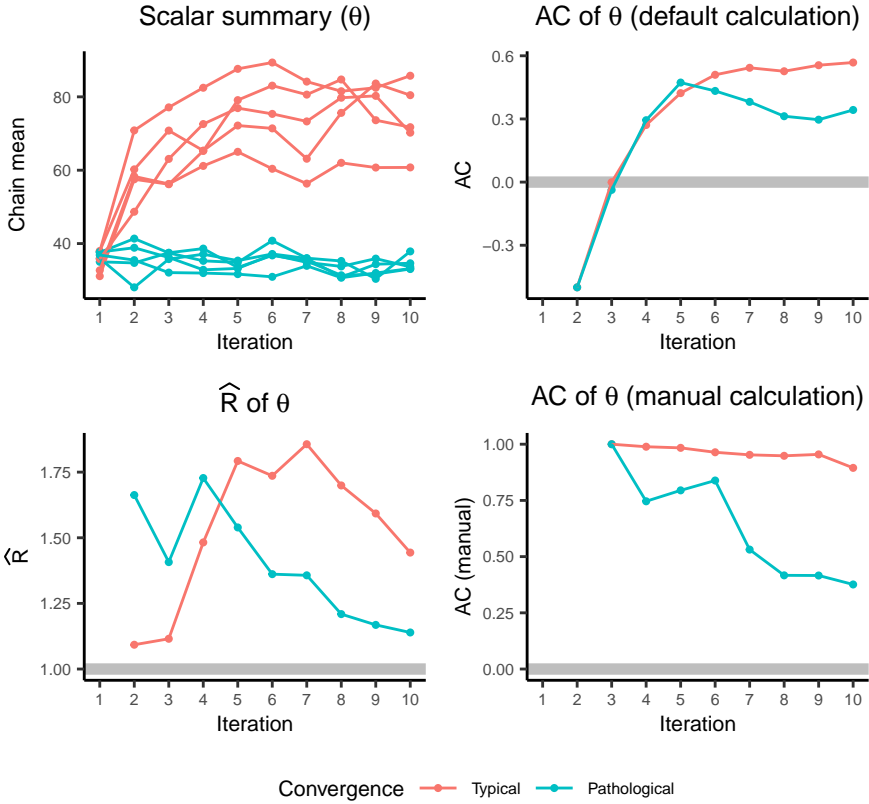 Scalar summary (θ)
Chain mean
80
60
40
1 2 3 4 5 6 7 8 9 10
Iteration
AC of θ (default calculation)
AC
0.6
0.3
0.0
−0.3
1 2 3 4 5 6 7 8 9 10
Iteration
R̂ of θ
R̂
1.75
1.50
1.25
1.00
1 2 3 4 5 6 7 8 9 10
Iteration
AC of θ (manual calculation)
AC (manual)
1.00
0.75
0.50
0.25
0.00
1 2 3 4 5 6 7 8 9 10
Iteration
Convergence Typical Pathological